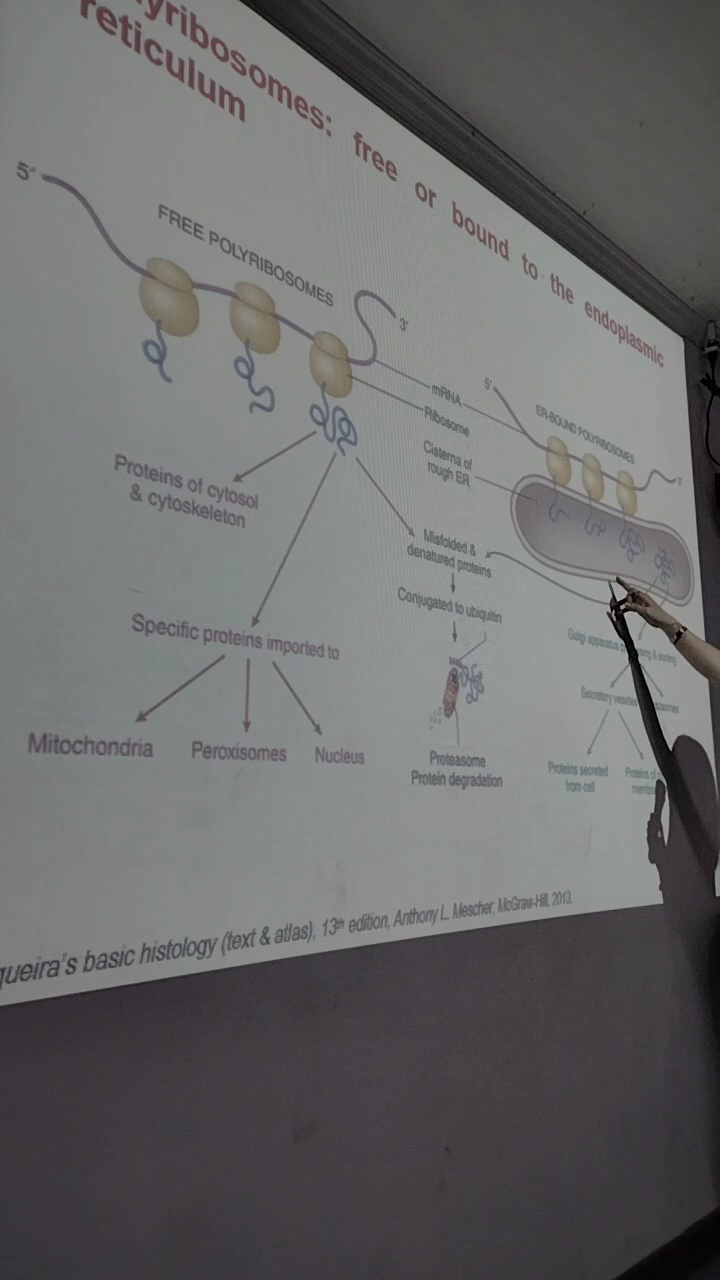 yribosomes: free or bound to the endoplasmic
reticulum
5'
FREE POLYRIBOSOMES
3'
mRNA
Ribosome
5'
ER-BOUND POLYRIBOSOMES
Cisterna of
rough ER
Proteins of cytosol
& cytoskeleton
Misfolded &
denatured proteins
Conjugated to ubiquitin
Specific proteins imported to
Golgi apparatus & sorting
Secretory vesicles
Mitochondria
Peroxisomes
Nucleus
Proteasome
Protein degradation
Proteins secreted
from cell
Proteins of
queira's basic histology (text & atlas), 13th edition, Anthony L. Mescher, McGraw-Hill, 2013.